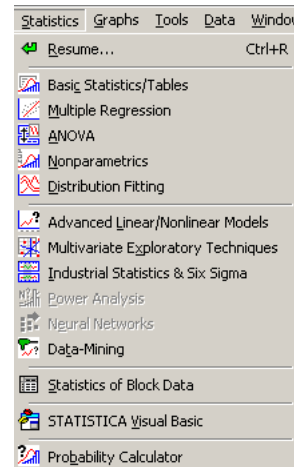 Statistics Graphs Tools Data Window
Resume... Ctrl+R
Basic Statistics/Tables
Multiple Regression
ANOVA
Nonparametrics
Distribution Fitting
Advanced Linear/Nonlinear Models
Multivariate Exploratory Techniques
Industrial Statistics & Six Sigma
Power Analysis
Neural Networks
Data-Mining
Statistics of Block Data
STATISTICA Visual Basic
Probability Calculator